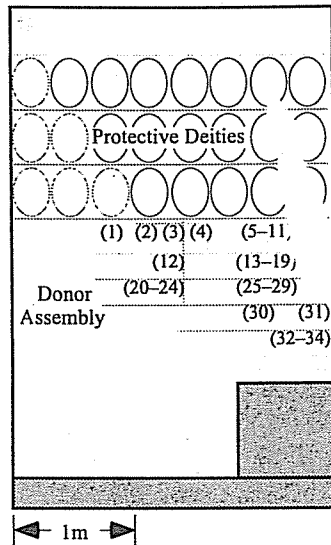 Protective Deities
(1) (2) (3) (4) (5–11)
(12) (13–19)
(20–24) (25–29)
Donor
Assembly
(30) (31)
(32–34)
1m